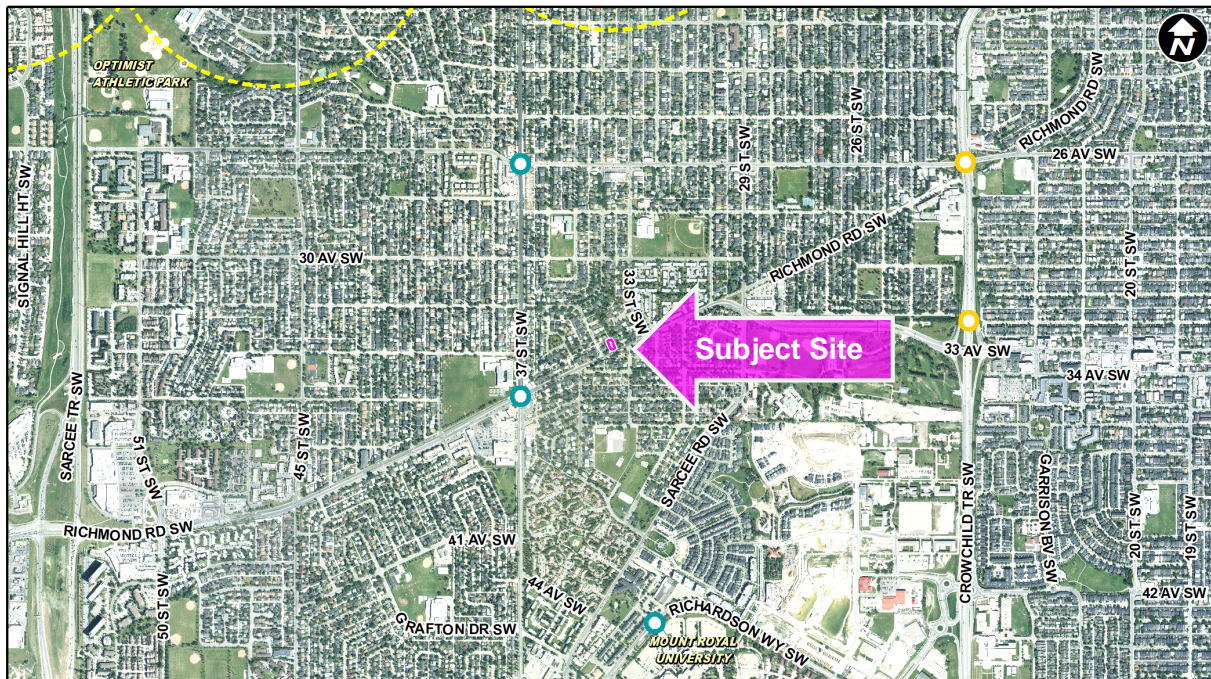 OPTIMIST
ATHLETIC PARK
N
RICHMOND RD SW
26 ST SW
29 ST SW
26 AV SW
SIGNAL HILL HT SW
20 ST SW
RICHMOND RD SW
30 AV SW
33 ST SW
37 ST SW
Subject Site
33 AV SW
34 AV SW
SARCEE TR SW
45 ST SW
SARCEE RD SW
GARRISON BV SW
CROWCHILD TR SW
20 ST SW
19 ST SW
RICHMOND RD SW
41 AV SW
50 ST SW
44 AV SW
42 AV SW
GRAFTON DR SW
RICHARDSON WY SW
MOUNT ROYAL
UNIVERSITY